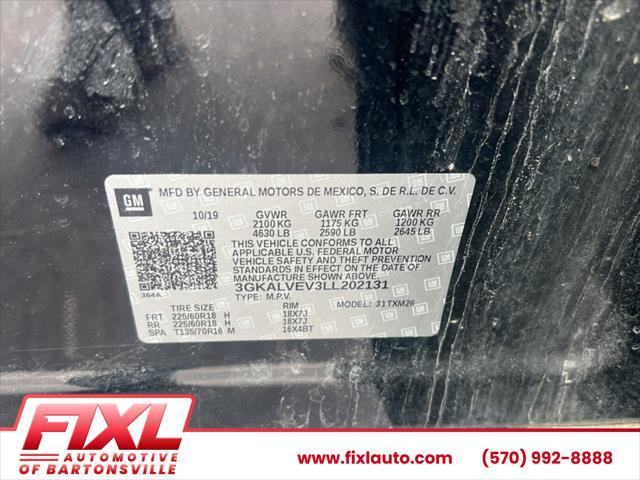 GM
MFD BY GENERAL MOTORS DE MEXICO, S. DE R.L. DE C.V.
10/19 GVWR GAWR FRT GAWR RR
2100 KG 1175 KG 1200 KG
4630 LB 2590 LB 2645 LB
THIS VEHICLE CONFORMS TO ALL
APPLICABLE U.S. FEDERAL MOTOR
VEHICLE SAFETY AND THEFT
PREVENTION STANDARDS IN EFFECT ON THE DATE OF
MANUFACTURE SHOWN ABOVE.
3GKALVEV3LL202131
TYPE: M.P.V. MODEL: 31TXM26
TIRE SIZE RIM
FRT 225/60R18 H 18X7J
RR 225/60R18 H 18X7J
SPA T135/70R16 M 16X4BT
FIXL
AUTOMOTIVE
OF BARTONSVILLE
www.fixlauto.com (570) 992-8888